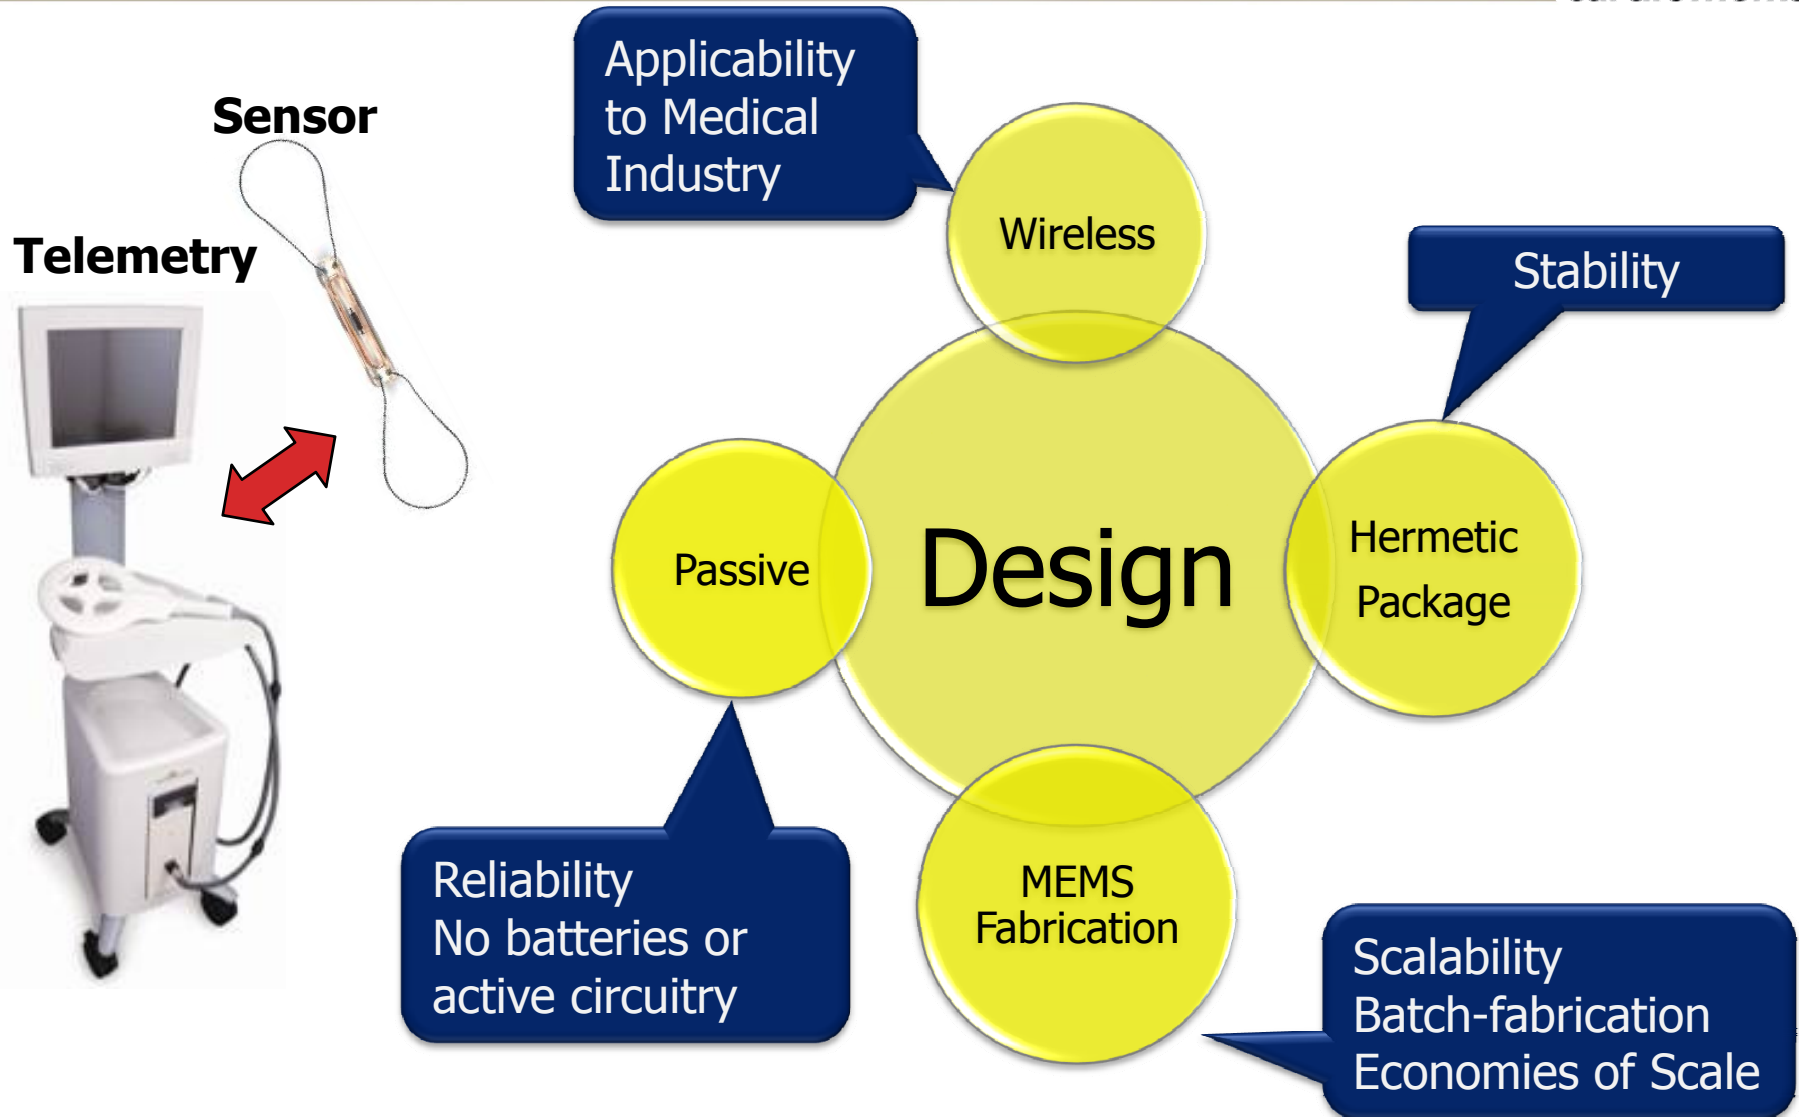 Applicability
to Medical
Industry
Sensor
Wireless
Telemetry
Stability
Passive
Design
Hermetic
Package
Reliability
No batteries or
active circuitry
MEMS
Fabrication
Scalability
Batch-fabrication
Economies of Scale